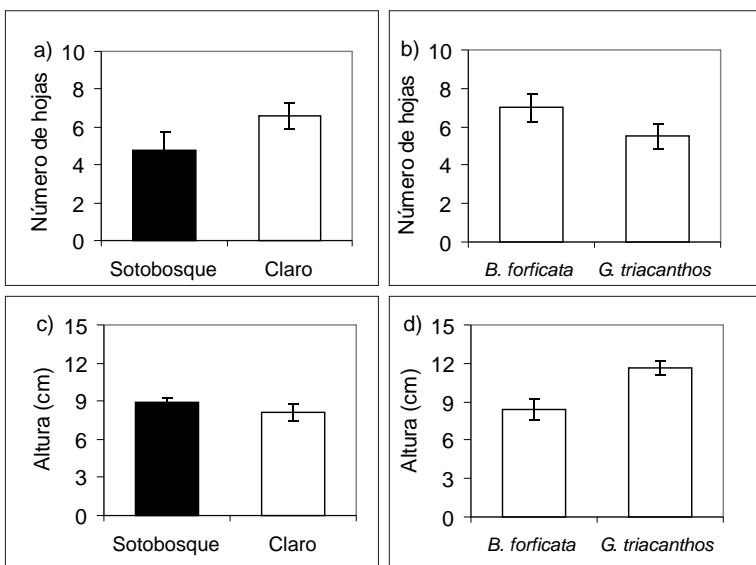 a)
Número de hojas
10
8
6
4
2
0
Sotobosque Claro
b)
Número de hojas
10
8
6
4
2
0
B. forficata G. triacanthos
c)
Altura (cm)
15
12
9
6
3
0
Sotobosque Claro
d)
Altura (cm)
15
12
9
6
3
0
B. forficata G. triacanthos